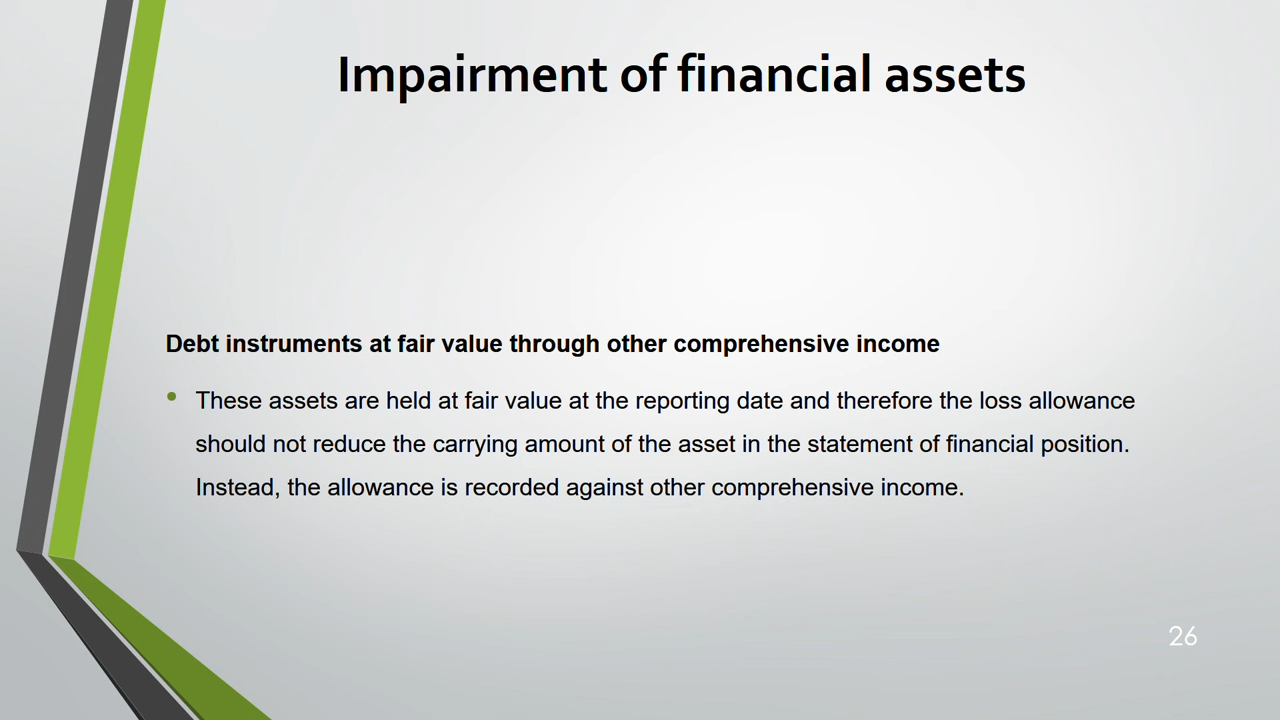 Impairment of financial assets
Debt instruments at fair value through other comprehensive income
• These assets are held at fair value at the reporting date and therefore the loss allowance
should not reduce the carrying amount of the asset in the statement of financial position.
Instead, the allowance is recorded against other comprehensive income.
26